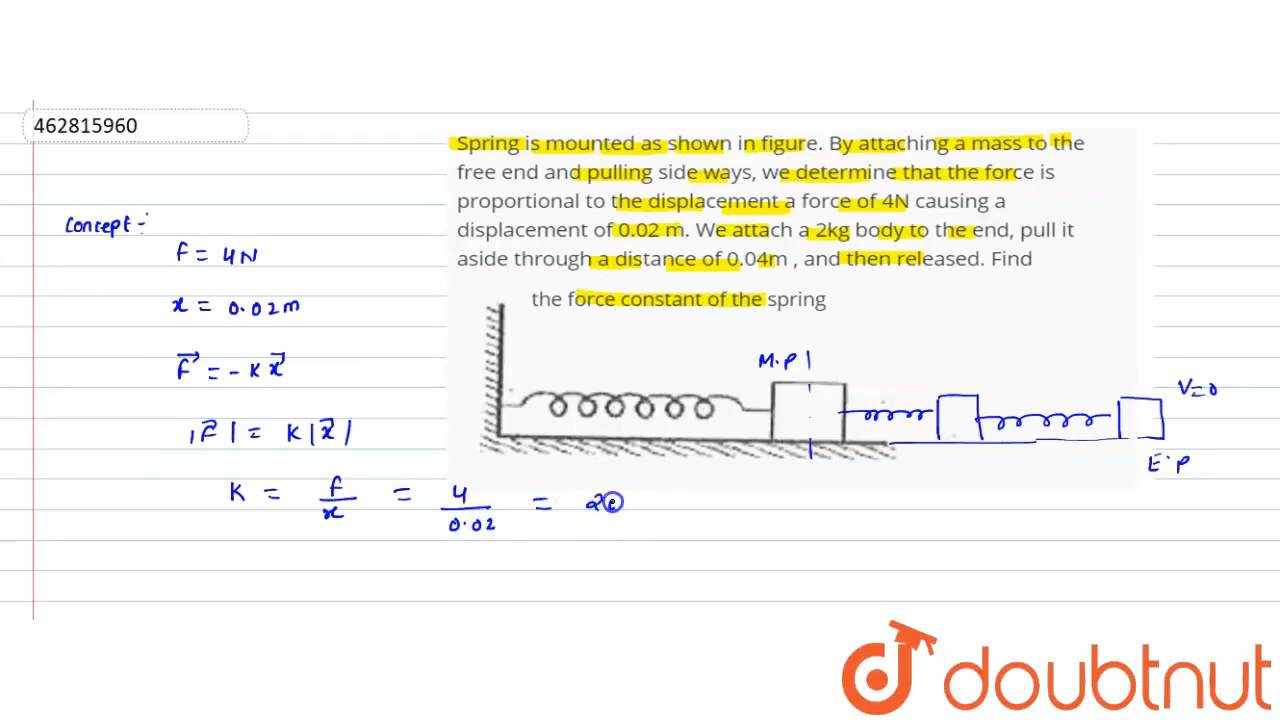 462815960
Spring is mounted as shown in figure. By attaching a mass to the
free end and pulling side ways, we determine that the force is
proportional to the displacement a force of 4N causing a
displacement of 0.02 m. We attach a 2kg body to the end, pull it
aside through a distance of 0.04m , and then released. Find
the force constant of the spring
Concept :-
f = 4N
x = 0.02m
F⃗ = - K x⃗
|F⃗| = K |x⃗|
K = f/x = 4/0.02 =
M.P
V=0
E.P
doubtnut